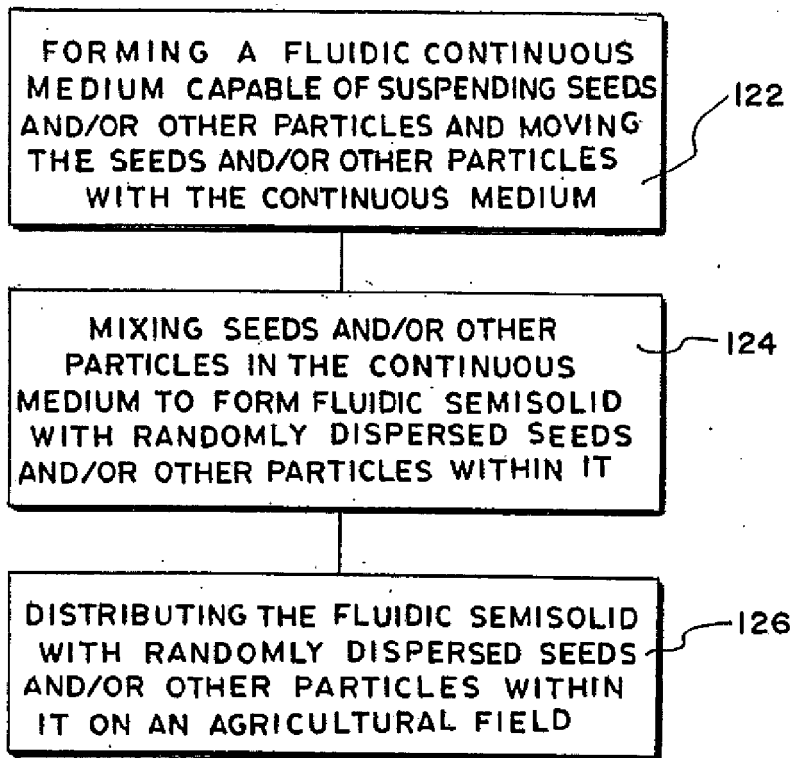 FORMING A FLUIDIC CONTINUOUS
MEDIUM CAPABLE OF SUSPENDING SEEDS
AND/OR OTHER PARTICLES AND MOVING
THE SEEDS AND/OR OTHER PARTICLES
WITH THE CONTINUOUS MEDIUM
122
MIXING SEEDS AND/OR OTHER
PARTICLES IN THE CONTINUOUS
MEDIUM TO FORM FLUIDIC SEMISOLID
WITH RANDOMLY DISPERSED SEEDS
AND/OR OTHER PARTICLES WITHIN IT
124
DISTRIBUTING THE FLUIDIC SEMISOLID
WITH RANDOMLY DISPERSED SEEDS
AND/OR OTHER PARTICLES WITHIN
IT ON AN AGRICULTURAL FIELD
126